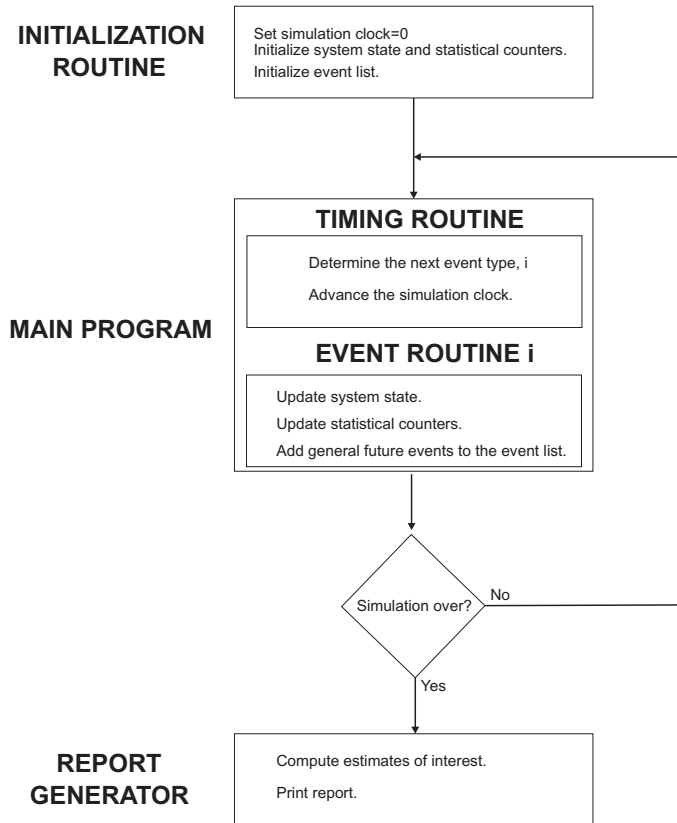 INITIALIZATION
ROUTINE
Set simulation clock=0
Initialize system state and statistical counters.
Initialize event list.
MAIN PROGRAM
TIMING ROUTINE
Determine the next event type, i
Advance the simulation clock.
EVENT ROUTINE i
Update system state.
Update statistical counters.
Add general future events to the event list.
Simulation over?
No
Yes
REPORT
GENERATOR
Compute estimates of interest.
Print report.